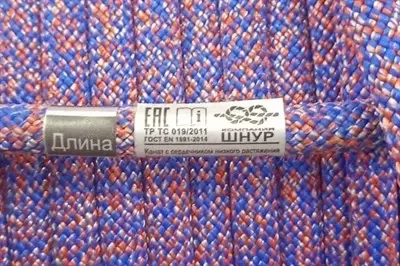 Длина
ЕАС i
ТР ТС 019/2011
ГОСТ EN 1891-2014
КОМПАНИЯ
ШНУР
Канат с сердечником низкого растяжения